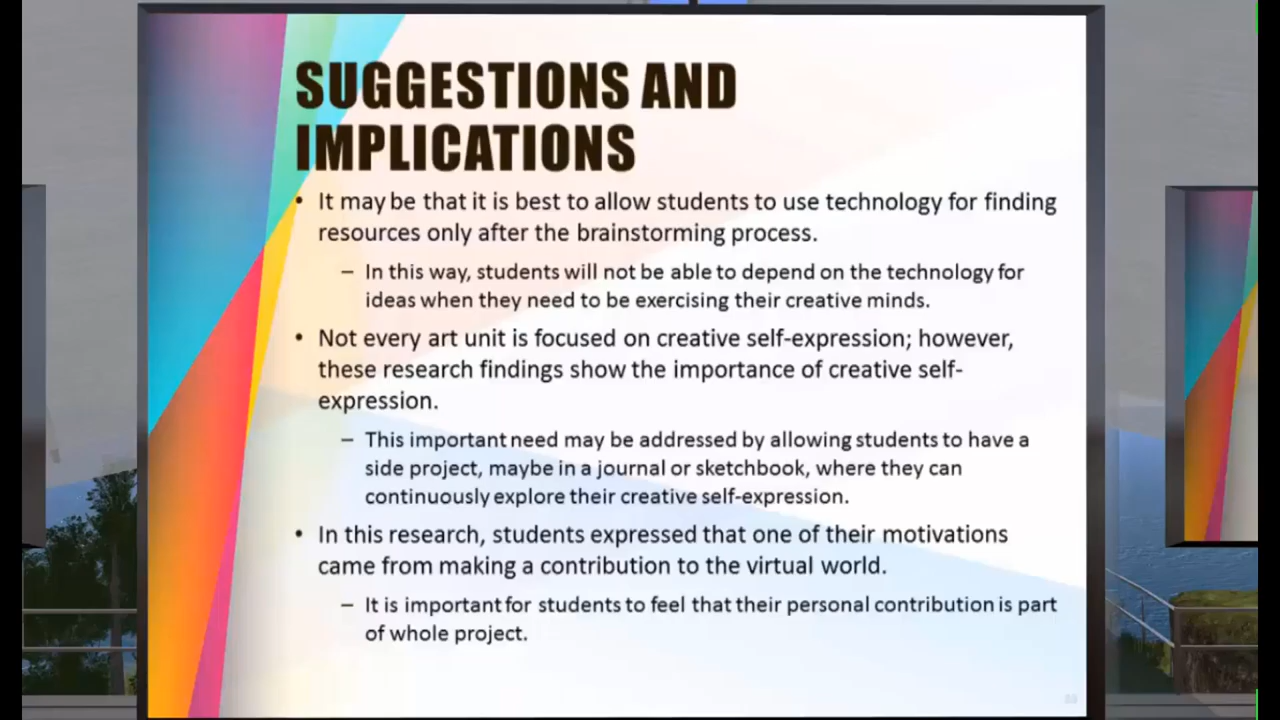 SUGGESTIONS AND
IMPLICATIONS
• It may be that it is best to allow students to use technology for finding
resources only after the brainstorming process.
– In this way, students will not be able to depend on the technology for
ideas when they need to be exercising their creative minds.
• Not every art unit is focused on creative self-expression; however,
these research findings show the importance of creative self-
expression.
– This important need may be addressed by allowing students to have a
side project, maybe in a journal or sketchbook, where they can
continuously explore their creative self-expression.
• In this research, students expressed that one of their motivations
came from making a contribution to the virtual world.
– It is important for students to feel that their personal contribution is part
of whole project.